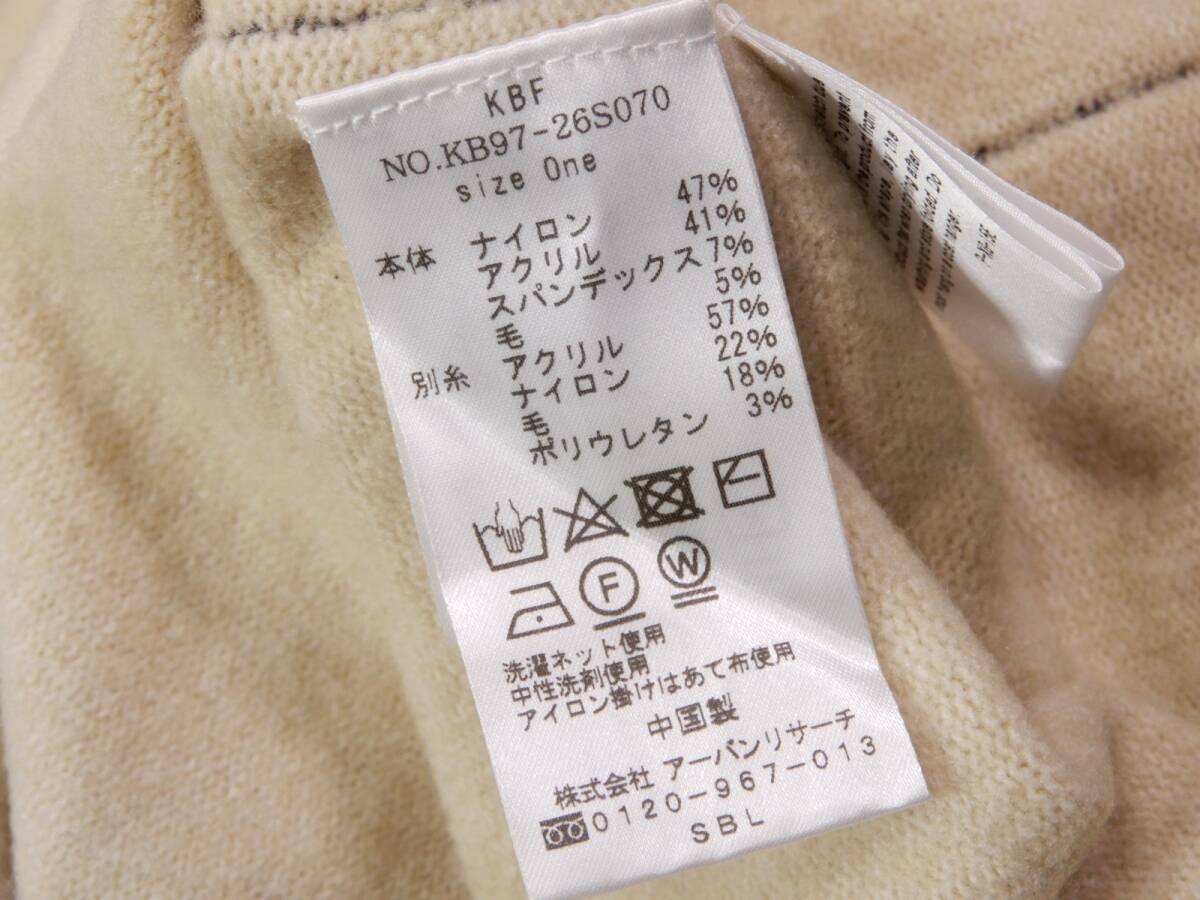 KBF
NO.KB97-26S070
size One
本体 ナイロン 47%
アクリル 41%
スパンデックス 7%
毛 5%
別糸 アクリル 57%
ナイロン 22%
毛 18%
ポリウレタン 3%
F W
洗濯ネット使用
中性洗剤使用
アイロン掛けはあて布使用
中国製
株式会社 アーバンリサーチ
0120-967-013
SBL